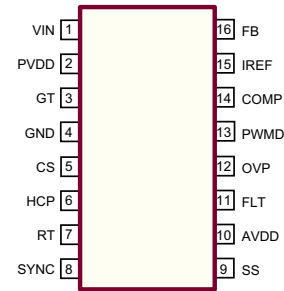 VIN 1 16 FB
PVDD 2 15 IREF
GT 3 14 COMP
GND 4 13 PWMD
CS 5 12 OVP
HCP 6 11 FLT
RT 7 10 AVDD
SYNC 8 9 SS